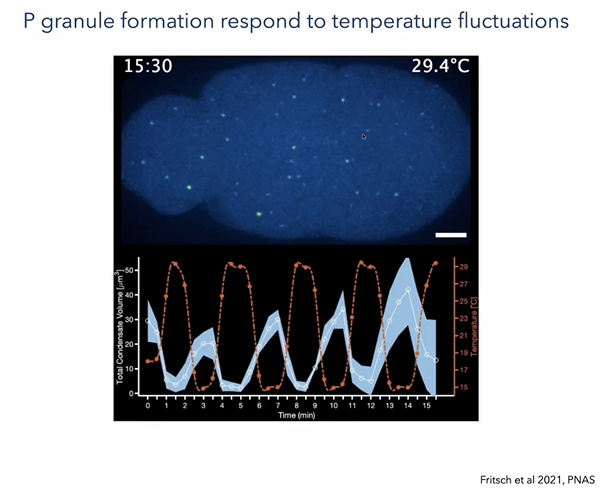 P granule formation respond to temperature fluctuations
15:30
29.4°C
Total Condensate Volume [μm³]
50
40
30
20
10
0
29
27
25
23
21
19
17
15
Temperature [C]
0 1 2 3 4 5 6 7 8 9 10 11 12 13 14 15
Time (min)
Fritsch et al 2021, PNAS